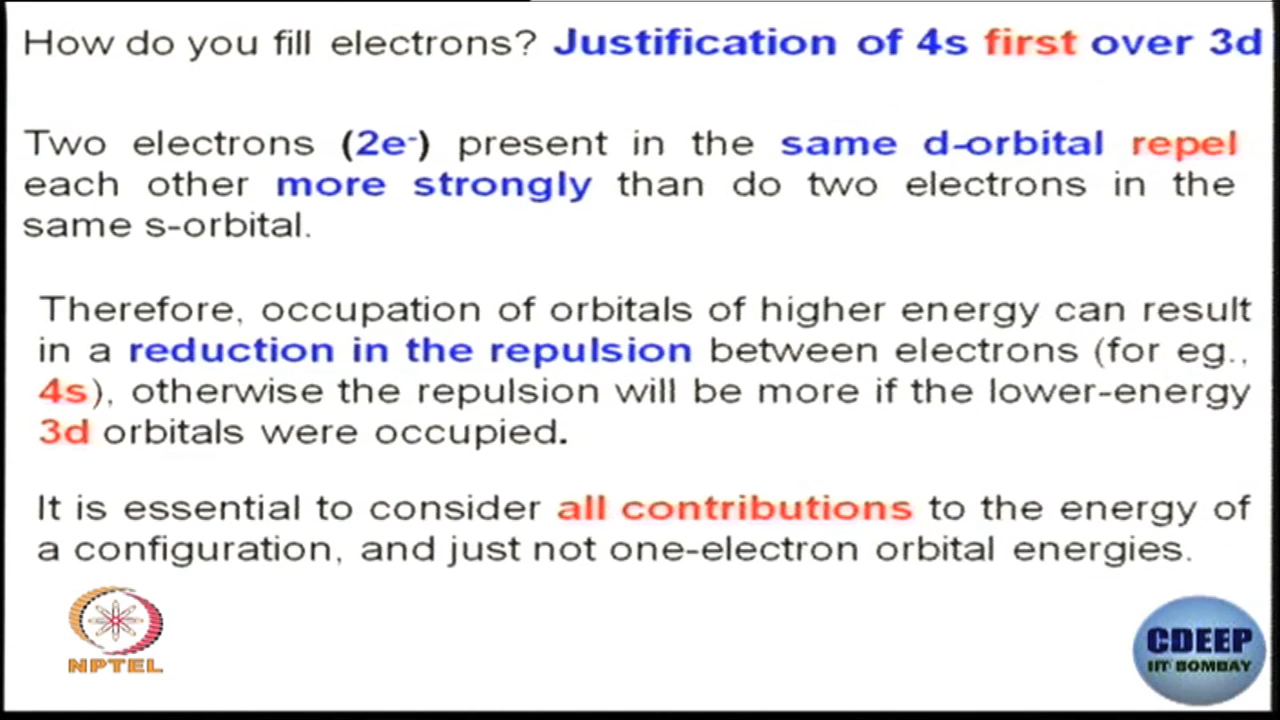 How do you fill electrons? Justification of 4s first over 3d
Two electrons (2e-) present in the same d-orbital repel
each other more strongly than do two electrons in the
same s-orbital.
Therefore, occupation of orbitals of higher energy can result
in a reduction in the repulsion between electrons (for eg.,
4s), otherwise the repulsion will be more if the lower-energy
3d orbitals were occupied.
It is essential to consider all contributions to the energy of
a configuration, and just not one-electron orbital energies.
NPTEL
CDEEP
IIT BOMBAY